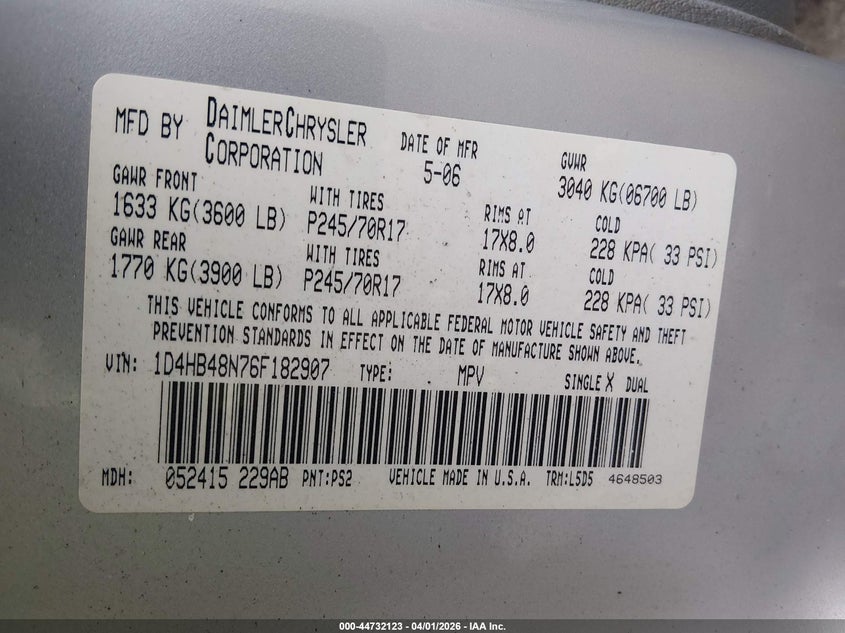 MFD BY DAIMLERCHRYSLER CORPORATION DATE OF MFR 5-06 GVWR 3040 KG(06700 LB)
GAWR FRONT WITH TIRES RIMS AT COLD
1633 KG(3600 LB) P245/70R17 17X8.0 228 KPA( 33 PSI)
GAWR REAR WITH TIRES RIMS AT COLD
1770 KG(3900 LB) P245/70R17 17X8.0 228 KPA( 33 PSI)
THIS VEHICLE CONFORMS TO ALL APPLICABLE FEDERAL MOTOR VEHICLE SAFETY AND THEFT
PREVENTION STANDARDS IN EFFECT ON THE DATE OF MANUFACTURE SHOWN ABOVE.
VIN: 1D4HB48N76F182907 TYPE: MPV SINGLE X DUAL
MDH: 052415 229AB PNT:PS2 VEHICLE MADE IN U.S.A. TRM:L5D5 4648503
000-44732123 - 04/01/2026 - IAA Inc.